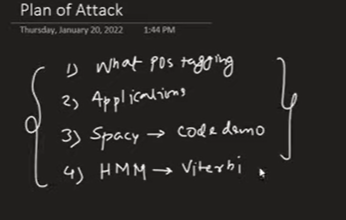 Plan of Attack
Thursday, January 20, 2022 1:44 PM
1) What POS tagging
2) Applications
3) Spacy → code demo
4) HMM → Viterbi